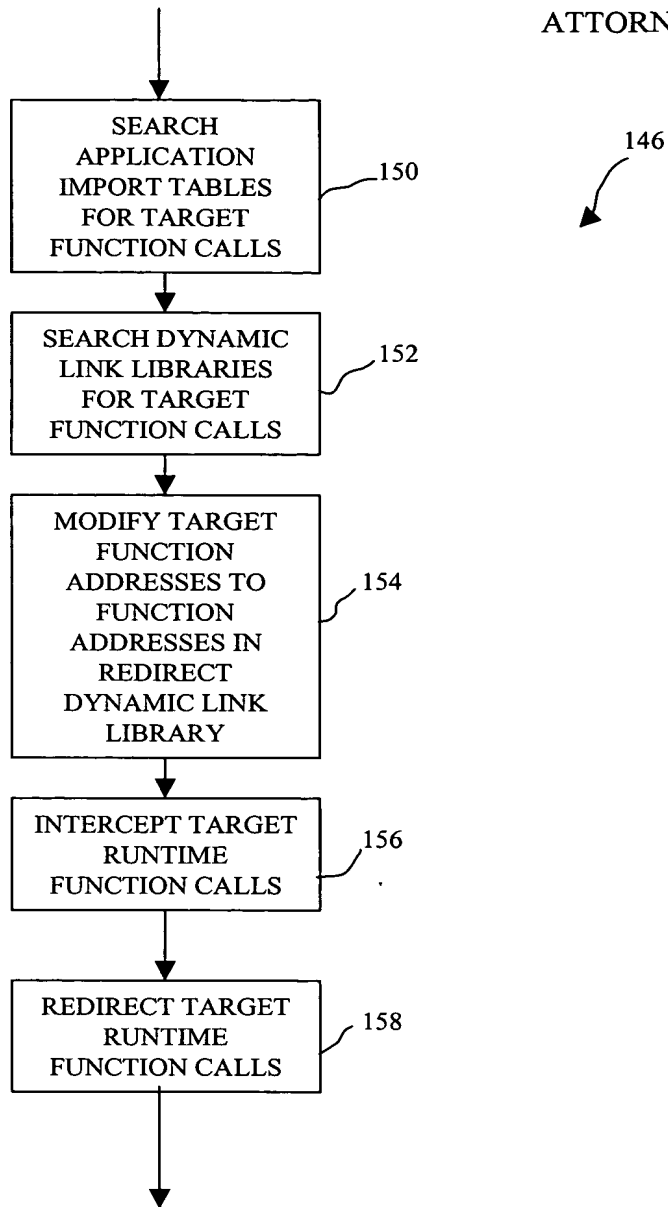 ATTORN
146
SEARCH
APPLICATION
IMPORT TABLES
FOR TARGET
FUNCTION CALLS
150
SEARCH DYNAMIC
LINK LIBRARIES
FOR TARGET
FUNCTION CALLS
152
MODIFY TARGET
FUNCTION
ADDRESSES TO
FUNCTION
ADDRESSES IN
REDIRECT
DYNAMIC LINK
LIBRARY
154
INTERCEPT TARGET
RUNTIME
FUNCTION CALLS
156
REDIRECT TARGET
RUNTIME
FUNCTION CALLS
158